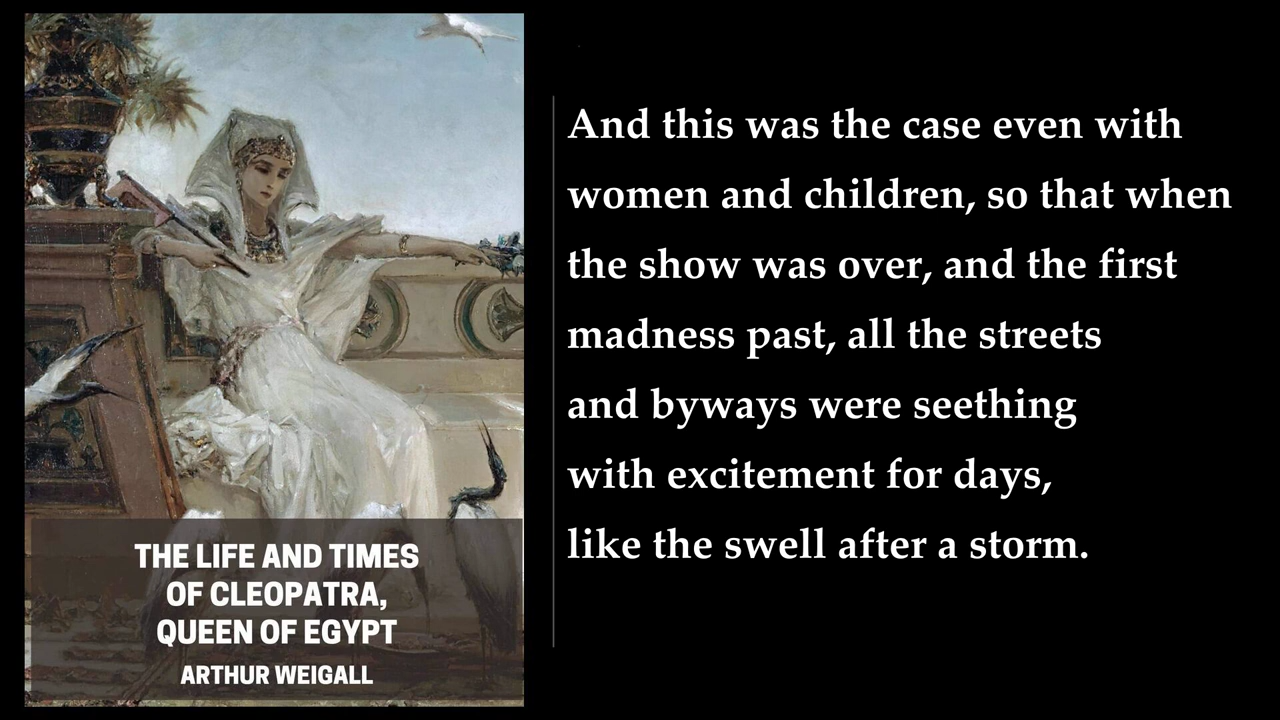 THE LIFE AND TIMES
OF CLEOPATRA,
QUEEN OF EGYPT
ARTHUR WEIGALL
And this was the case even with
women and children, so that when
the show was over, and the first
madness past, all the streets
and byways were seething
with excitement for days,
like the swell after a storm.